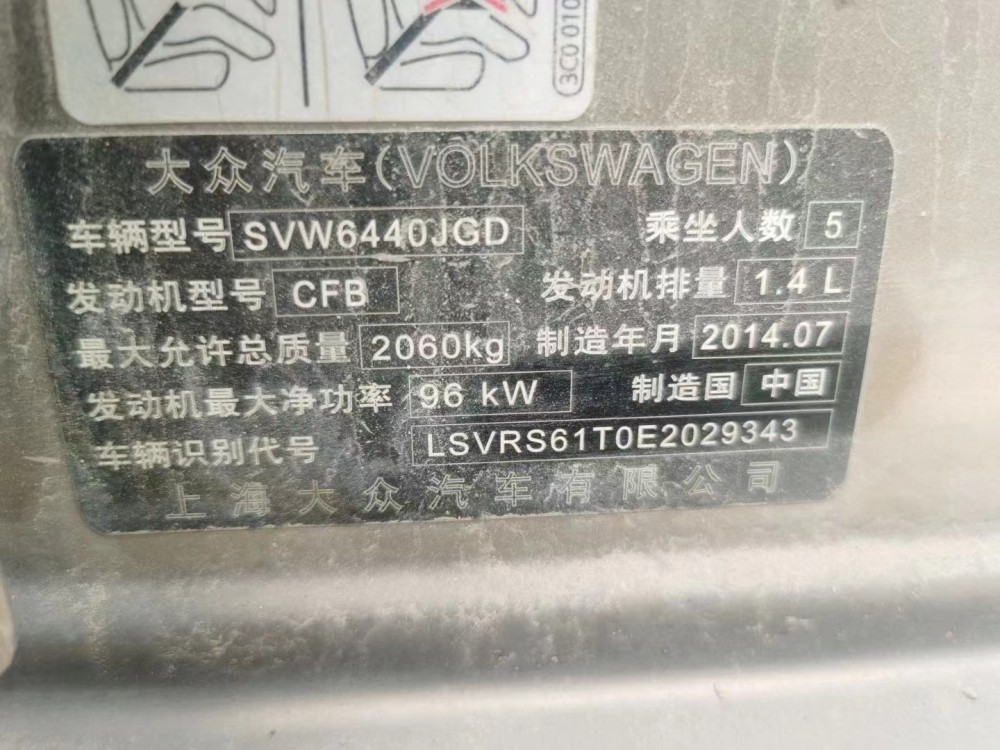 3C0 010
大众汽车(VOLKSWAGEN)
车辆型号 SVW6440JGD 乘坐人数 5
发动机型号 CFB 发动机排量 1.4 L
最大允许总质量 2060kg 制造年月 2014.07
发动机最大净功率 96 kW 制造国 中国
车辆识别代号 LSVRS61T0E2029343
上海大众汽车有限公司